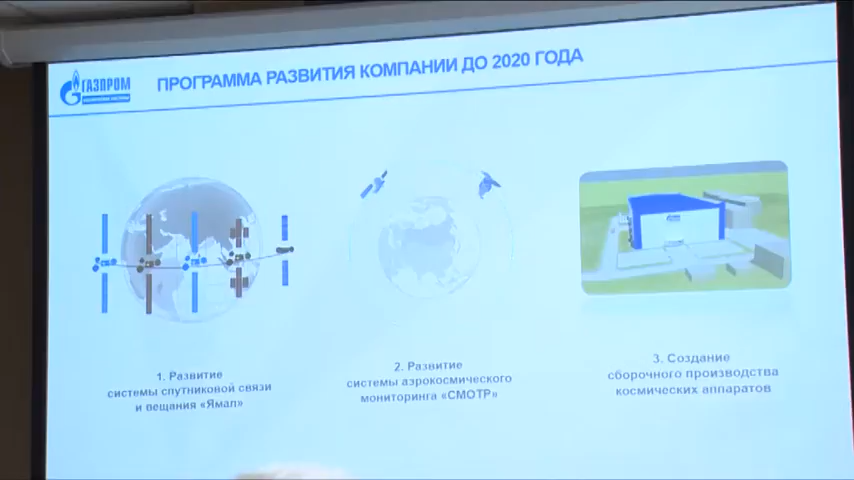 ГАЗПРОМ
ПРОГРАММА РАЗВИТИЯ КОМПАНИИ ДО 2020 ГОДА
1. Развитие
системы спутниковой связи
и вещания «Ямал»
2. Развитие
системы аэрокосмического
мониторинга «СМОТР»
3. Создание
сборочного производства
космических аппаратов